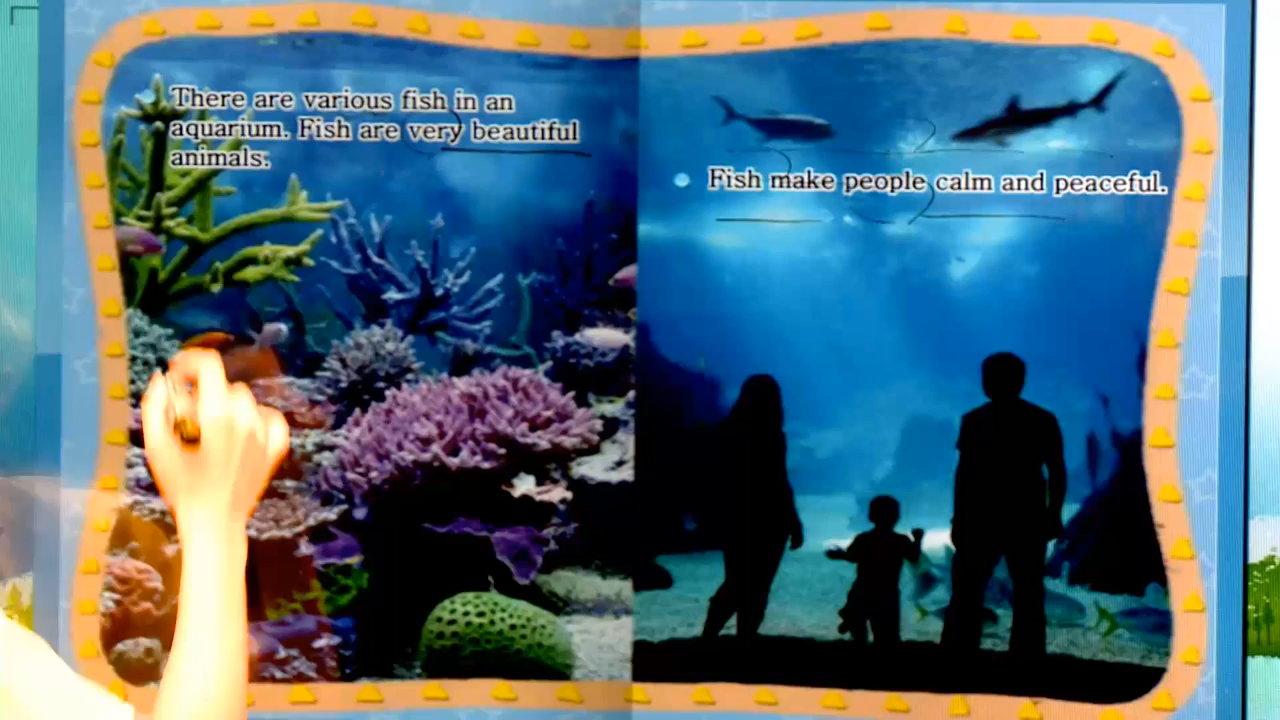 There are various fish in an
aquarium. Fish are very beautiful
animals.
Fish make people calm and peaceful.